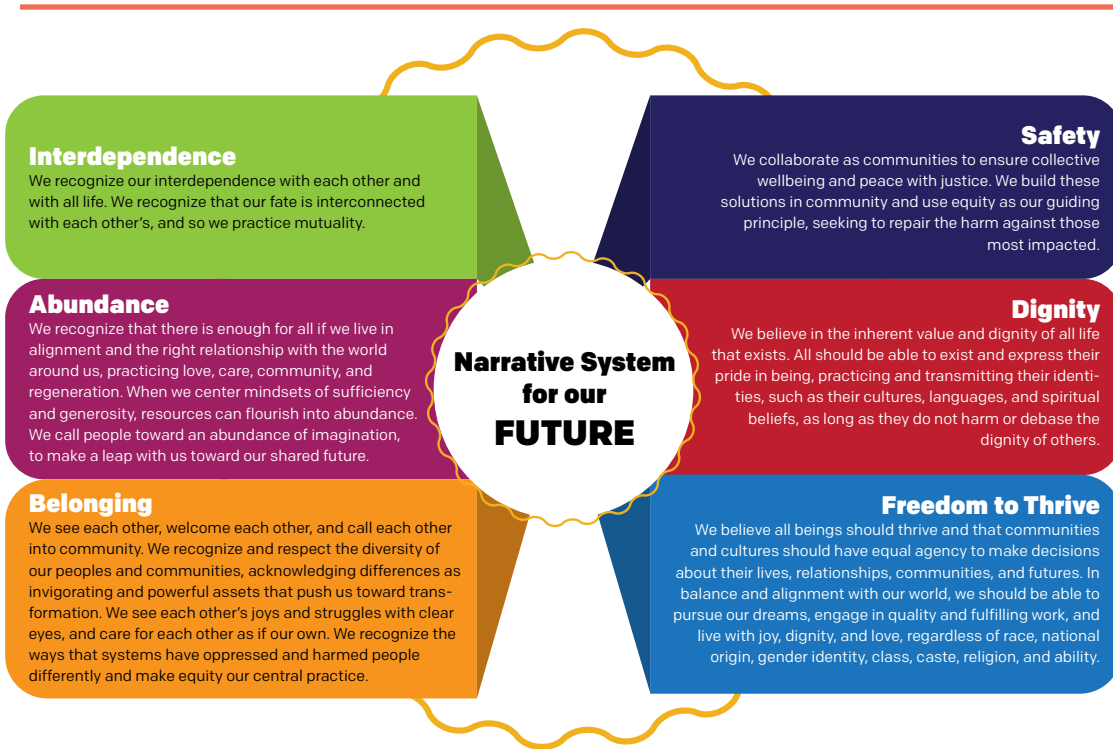 Interdependence
We recognize our interdependence with each other and
with all life. We recognize that our fate is interconnected
with each other's, and so we practice mutuality.
Abundance
We recognize that there is enough for all if we live in
alignment and the right relationship with the world
around us, practicing love, care, community, and
regeneration. When we center mindsets of sufficiency
and generosity, resources can flourish into abundance.
We call people toward an abundance of imagination,
to make a leap with us toward our shared future.
Belonging
We see each other, welcome each other, and call each other
into community. We recognize and respect the diversity of
our peoples and communities, acknowledging differences as
invigorating and powerful assets that push us toward trans-
formation. We see each other's joys and struggles with clear
eyes, and care for each other as if our own. We recognize the
ways that systems have oppressed and harmed people
differently and make equity our central practice.
Narrative System
for our
FUTURE
Safety
We collaborate as communities to ensure collective
wellbeing and peace with justice. We build these
solutions in community and use equity as our guiding
principle, seeking to repair the harm against those
most impacted.
Dignity
We believe in the inherent value and dignity of all life
that exists. All should be able to exist and express their
pride in being, practicing and transmitting their identi-
ties, such as their cultures, languages, and spiritual
beliefs, as long as they do not harm or debase the
dignity of others.
Freedom to Thrive
We believe all beings should thrive and that communities
and cultures should have equal agency to make decisions
about their lives, relationships, communities, and futures. In
balance and alignment with our world, we should be able to
pursue our dreams, engage in quality and fulfilling work, and
live with joy, dignity, and love, regardless of race, national
origin, gender identity, class, caste, religion, and ability.